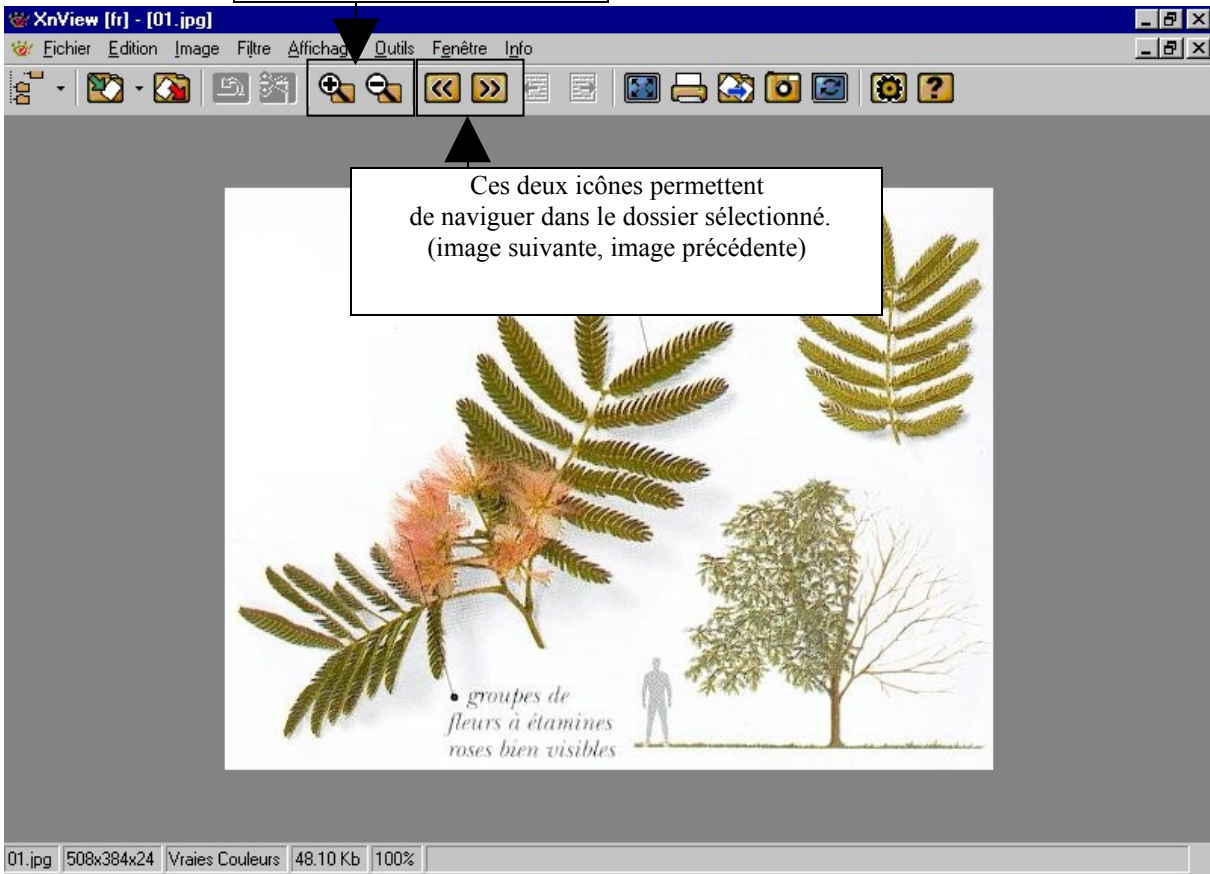 XnView [fr] - [01.jpg]
Fichier Edition Image Filtre Affichage Outils Fenêtre Info
Ces deux icônes permettent
de naviguer dans le dossier sélectionné.
(image suivante, image précédente)
groupes de
fleurs à étamines
roses bien visibles
01.jpg 508x384x24 Vraies Couleurs 48.10 Kb 100%